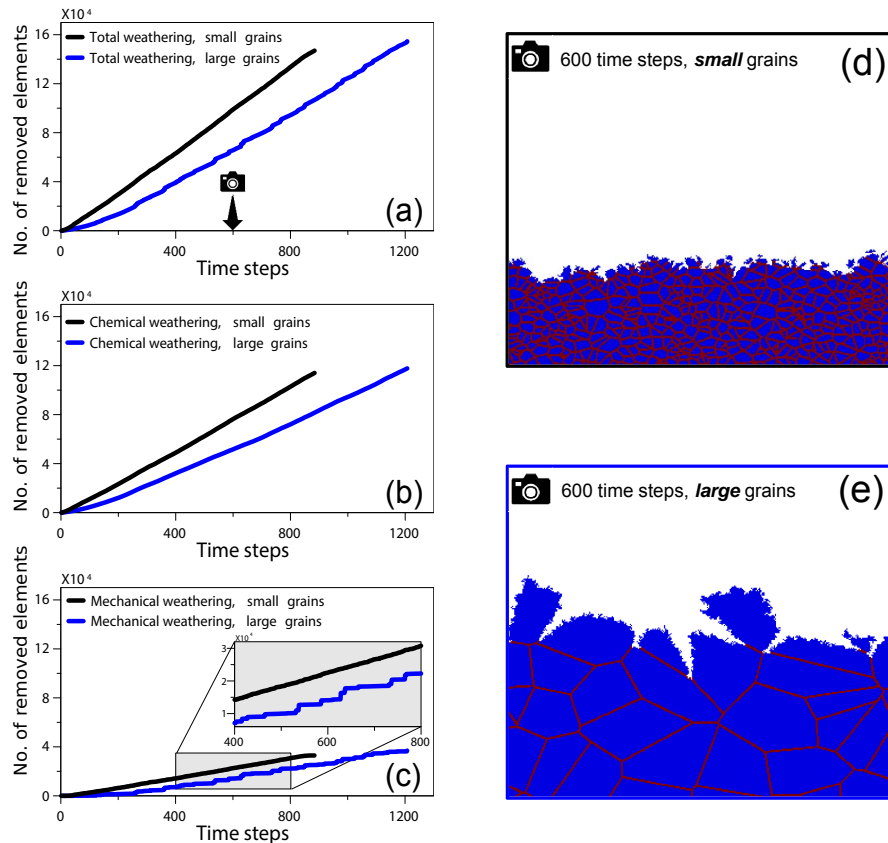 X10⁴
No. of removed elements
16
12
8
4
0
Total weathering, small grains
Total weathering, large grains
(a)
0 400 800 1200
Time steps
X10⁴
No. of removed elements
16
12
8
4
0
Chemical weathering, small grains
Chemical weathering, large grains
(b)
0 400 800 1200
Time steps
X10⁴
No. of removed elements
16
12
8
4
0
Mechanical weathering, small grains
Mechanical weathering, large grains
X10⁴
3
2
1
400 600 800
(c)
0 400 800 1200
Time steps
600 time steps, small grains
(d)
600 time steps, large grains
(e)